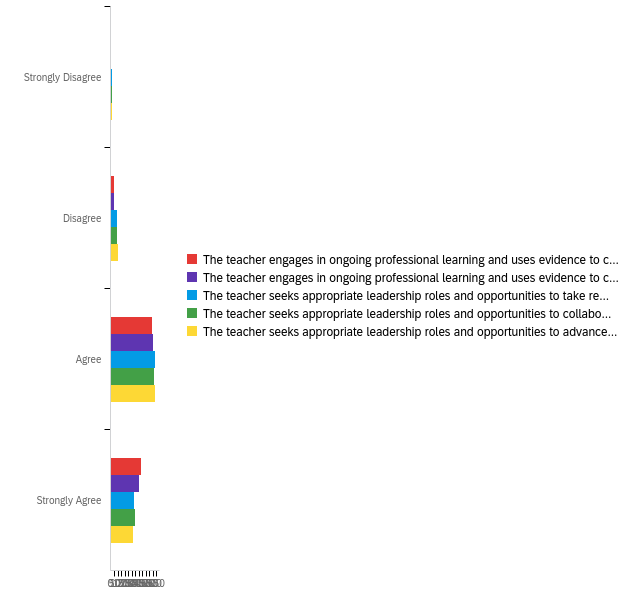 Strongly Disagree
Disagree
The teacher engages in ongoing professional learning and uses evidence to c...
The teacher engages in ongoing professional learning and uses evidence to c...
The teacher seeks appropriate leadership roles and opportunities to take re...
The teacher seeks appropriate leadership roles and opportunities to collabo...
The teacher seeks appropriate leadership roles and opportunities to advance...
Agree
Strongly Agree